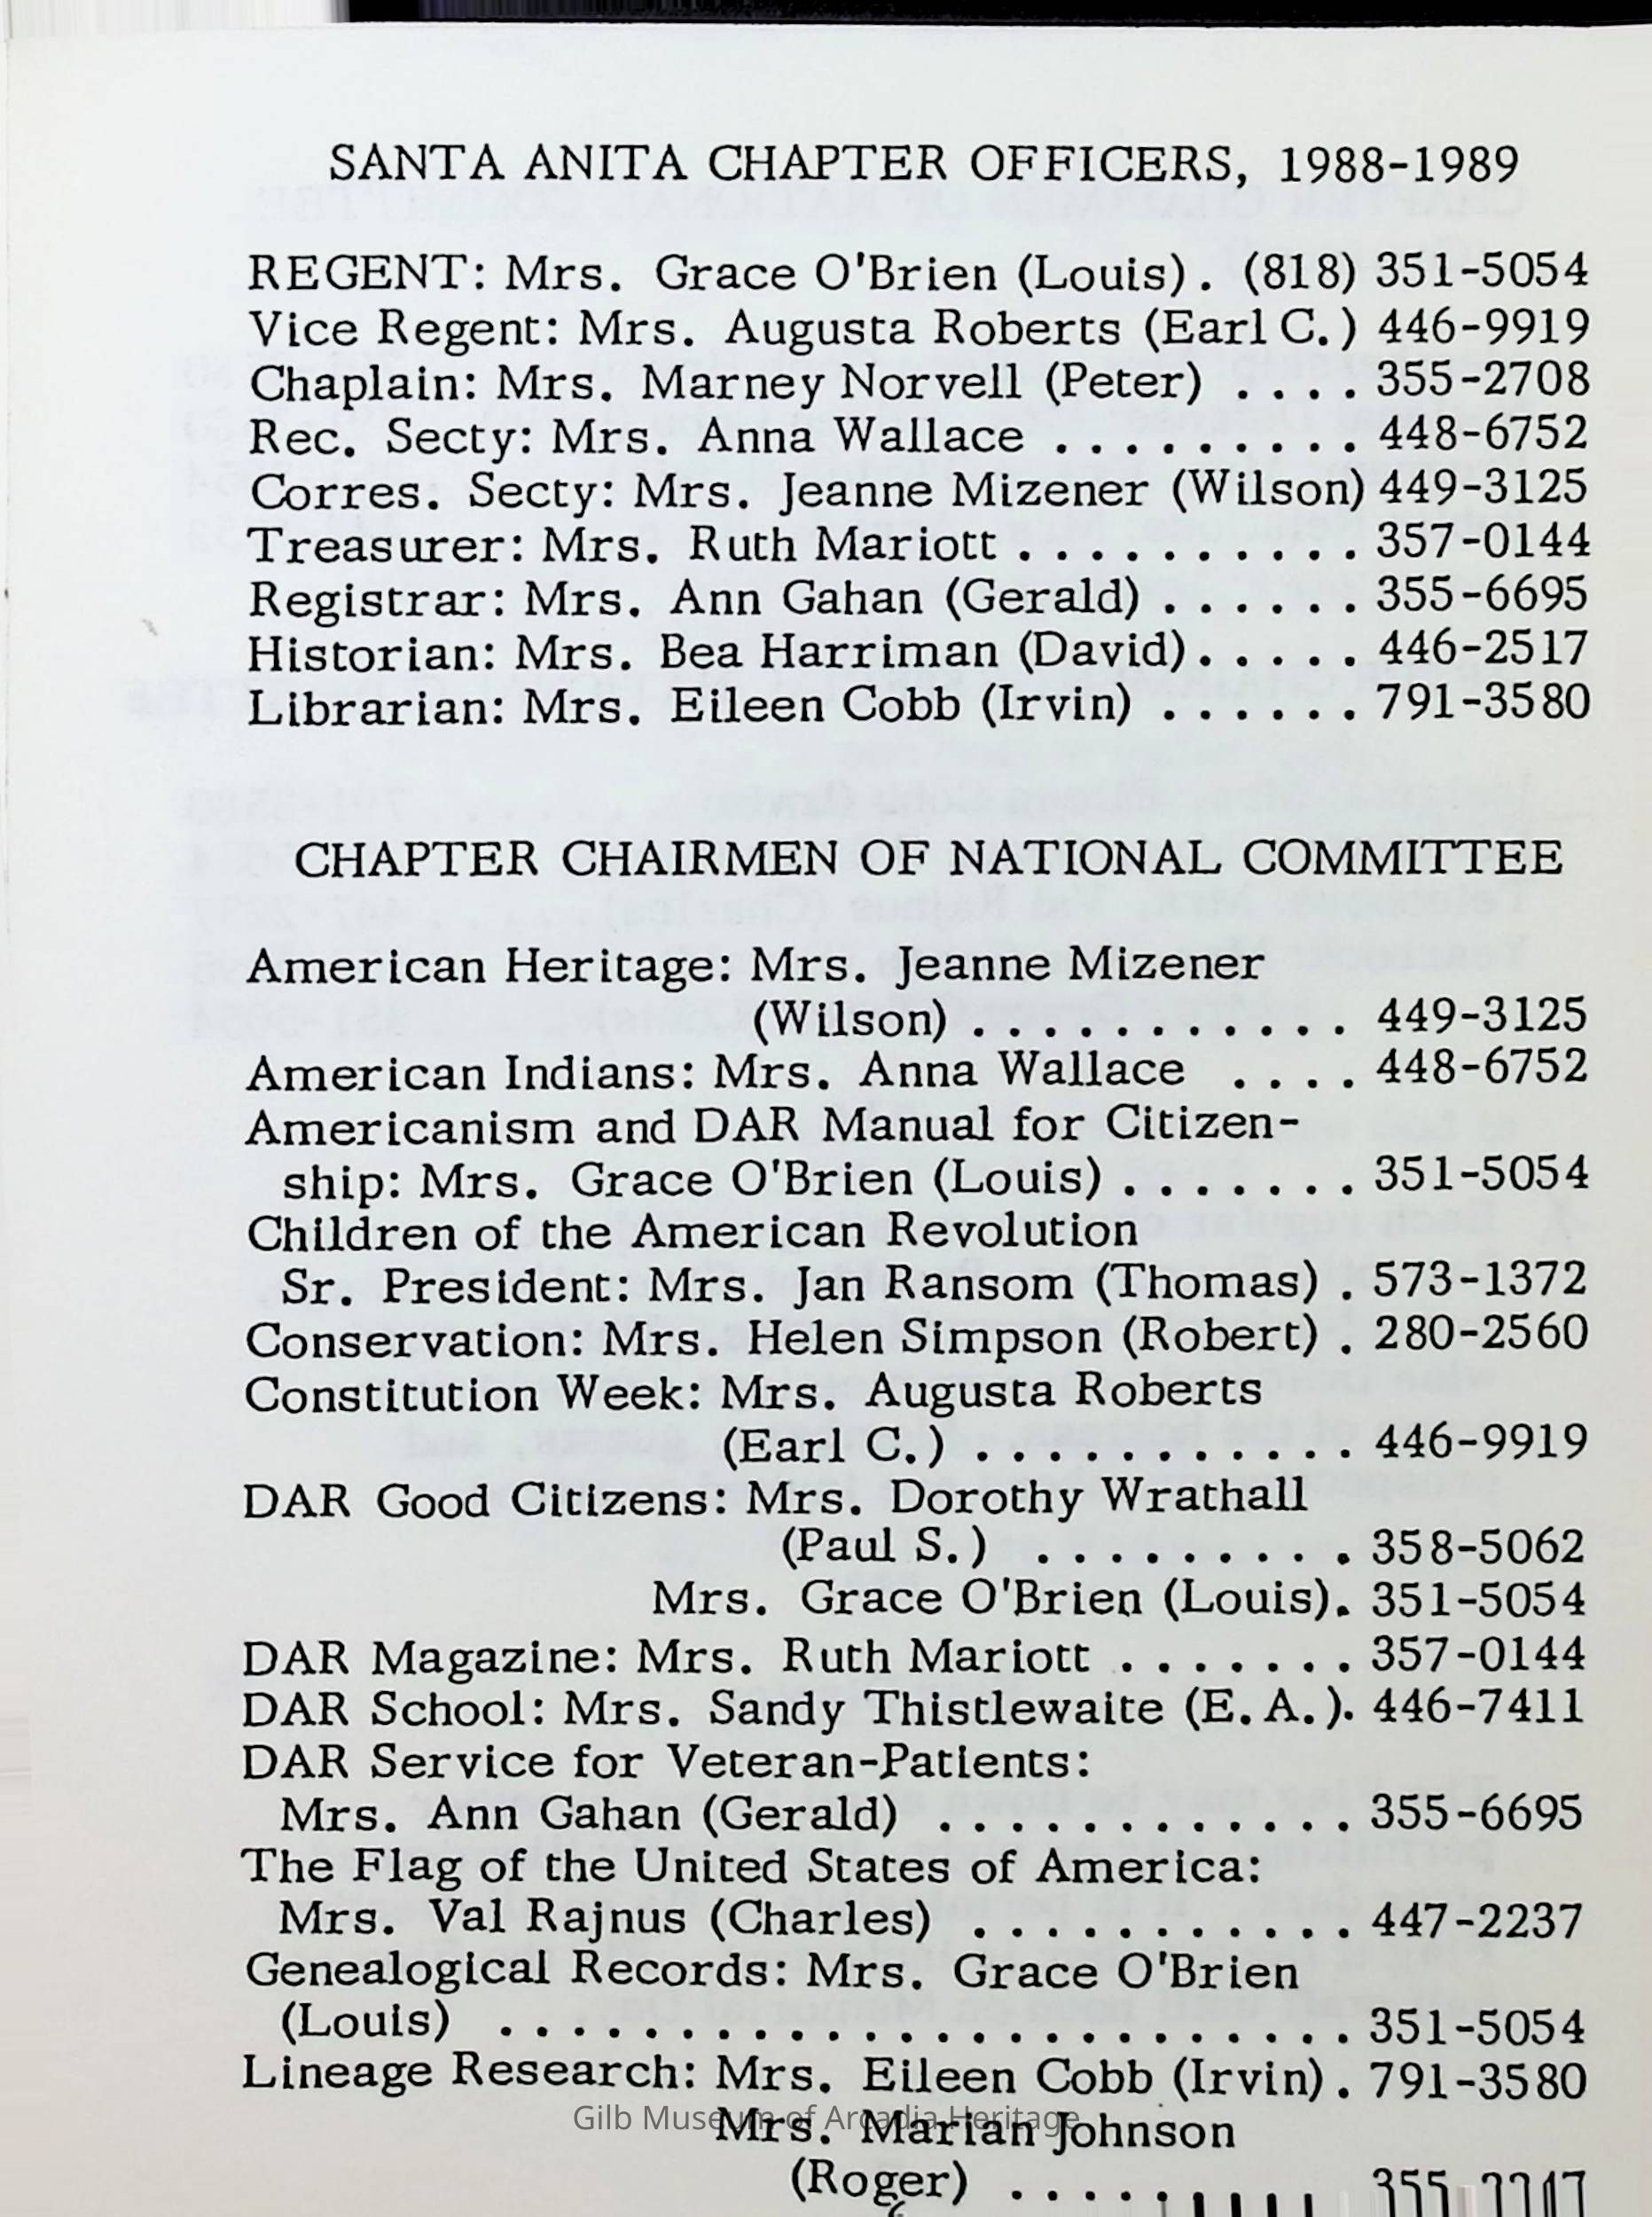 SANTA ANITA CHAPTER OFFICERS, 1988-1989
REGENT: Mrs. Grace O'Brien (Louis). (818) 351-5054
Vice Regent: Mrs. Augusta Roberts (Earl C.) 446-9919
Chaplain: Mrs. Marney Norvell (Peter) .... 355-2708
Rec. Secty: Mrs. Anna Wallace ......... 448-6752
Corres. Secty: Mrs. Jeanne Mizener (Wilson) 449-3125
Treasurer: Mrs. Ruth Mariott .......... 357-0144
Registrar: Mrs. Ann Gahan (Gerald) ...... 355-6695
Historian: Mrs. Bea Harriman (David)..... 446-2517
Librarian: Mrs. Eileen Cobb (Irvin) ...... 791-3580
CHAPTER CHAIRMEN OF NATIONAL COMMITTEE
American Heritage: Mrs. Jeanne Mizener
(Wilson) ........... 449-3125
American Indians: Mrs. Anna Wallace .... 448-6752
Americanism and DAR Manual for Citizen-
ship: Mrs. Grace O'Brien (Louis) ....... 351-5054
Children of the American Revolution
Sr. President: Mrs. Jan Ransom (Thomas) . 573-1372
Conservation: Mrs. Helen Simpson (Robert) . 280-2560
Constitution Week: Mrs. Augusta Roberts
(Earl C.) ........... 446-9919
DAR Good Citizens: Mrs. Dorothy Wrathall
(Paul S.) ......... 358-5062
Mrs. Grace O'Brien (Louis). 351-5054
DAR Magazine: Mrs. Ruth Mariott ....... 357-0144
DAR School: Mrs. Sandy Thistlewaite (E.A.). 446-7411
DAR Service for Veteran-Patients:
Mrs. Ann Gahan (Gerald) ............ 355-6695
The Flag of the United States of America:
Mrs. Val Rajnus (Charles) ........... 447-2237
Genealogical Records: Mrs. Grace O'Brien
(Louis) ........................ 351-5054
Lineage Research: Mrs. Eileen Cobb (Irvin). 791-3580
Gilb Museum of Arcadia Heritage
Mrs. Marian Johnson
(Roger) .........